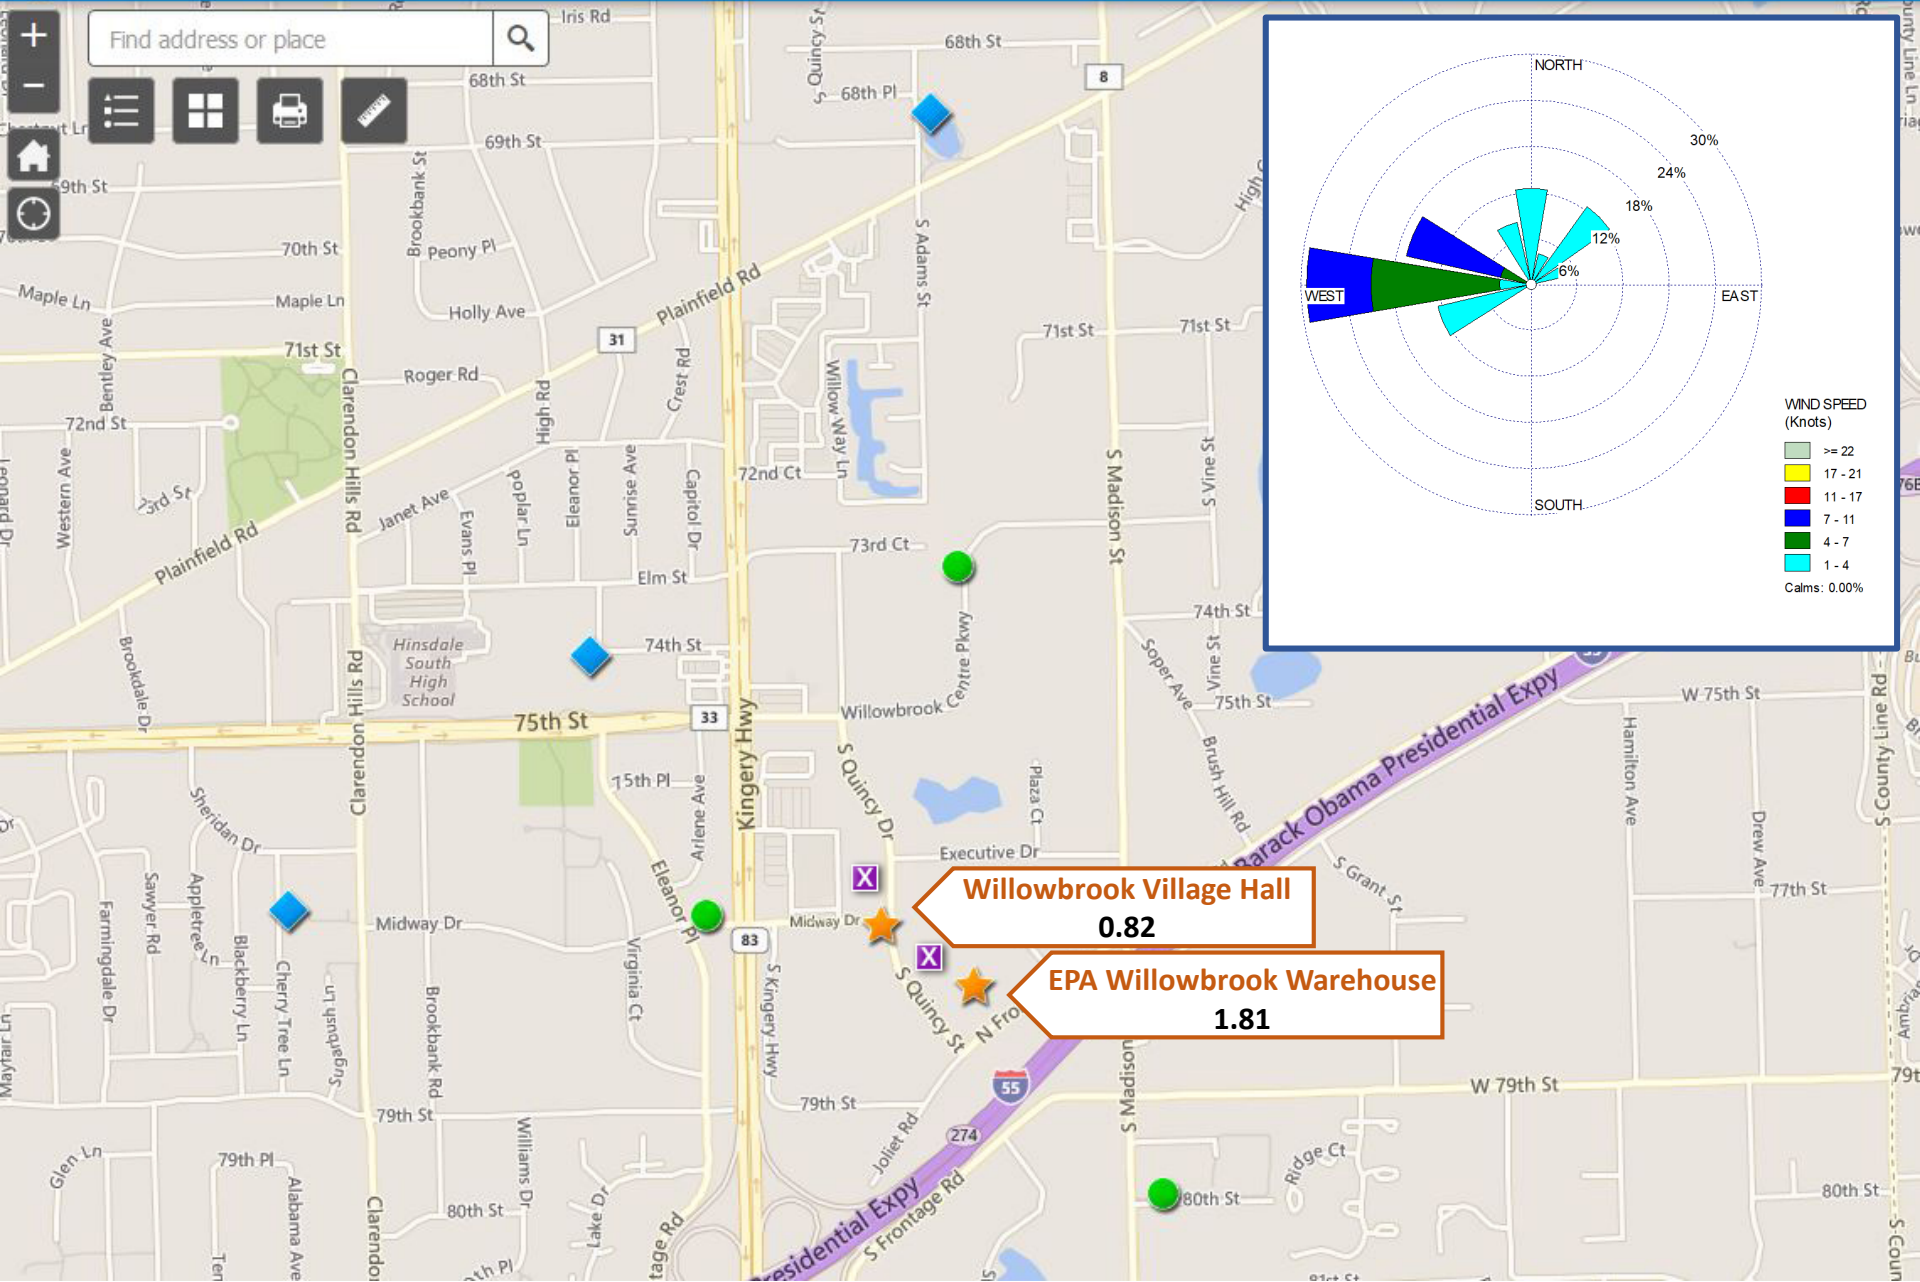 Find address or place
Iris Rd
S Quincy St
68th St
8
68th St
68th Pl
69th St
69th St
Brookbank St
70th St
Peony Pl
S Adams St
Maple Ln
Maple Ln
Holly Ave
Plainfield Rd
31
71st St
71st St
71st St
Bentley Ave
Clarendon Hills Rd
Roger Rd
Crest Rd
High Rd
Willow Way Ln
72nd St
Western Ave
3rd St
Janet Ave
Poplar Ln
Eleanor Pl
Sunrise Ave
Capitol Dr
72nd Ct
S Madison St
S Vine St
Evans Pl
Plainfield Rd
73rd Ct
Elm St
74th St
Hinsdale
South
High
School
74th St
Brookdale Dr
Clarendon Hills Rd
Willowbrook Centre Pkwy
Soper Ave
Vine St
75th St
75th St
33
Kingery Hwy
W 75th St
Barack Obama Presidential Expy
Hamilton Ave
S County Line Rd
15th Pl
Arlene Ave
S Quincy Dr
Plaza Ct
Brush Hill Rd
Sheridan Dr
Executive Dr
S Grant St
Drew Ave
77th St
Farmingdale Dr
Sawyer Rd
Appletree Ln
Blackberry Ln
Cherry Tree Ln
Sugarbush Ln
Midway Dr
Brookbank Rd
Eleanor Pl
Virginia Ct
83
Midway Dr
X
X
Willowbrook Village Hall
0.82
EPA Willowbrook Warehouse
1.81
S Kingery Hwy
S Quincy St
N Fro
55
S Madison
W 79th St
79th St
79th St
Joliet Rd
274
Mayfair Ln
Glen Ln
79th Pl
Alabama Ave
Williams Dr
80th St
Lake Dr
S Frontage Rd
Presidential Expy
Ridge Ct
80th St
80th St
NORTH
30%
24%
18%
12%
6%
WEST
EAST
SOUTH
WIND SPEED
(Knots)
>= 22
17 - 21
11 - 17
7 - 11
4 - 7
1 - 4
Calms: 0.00%